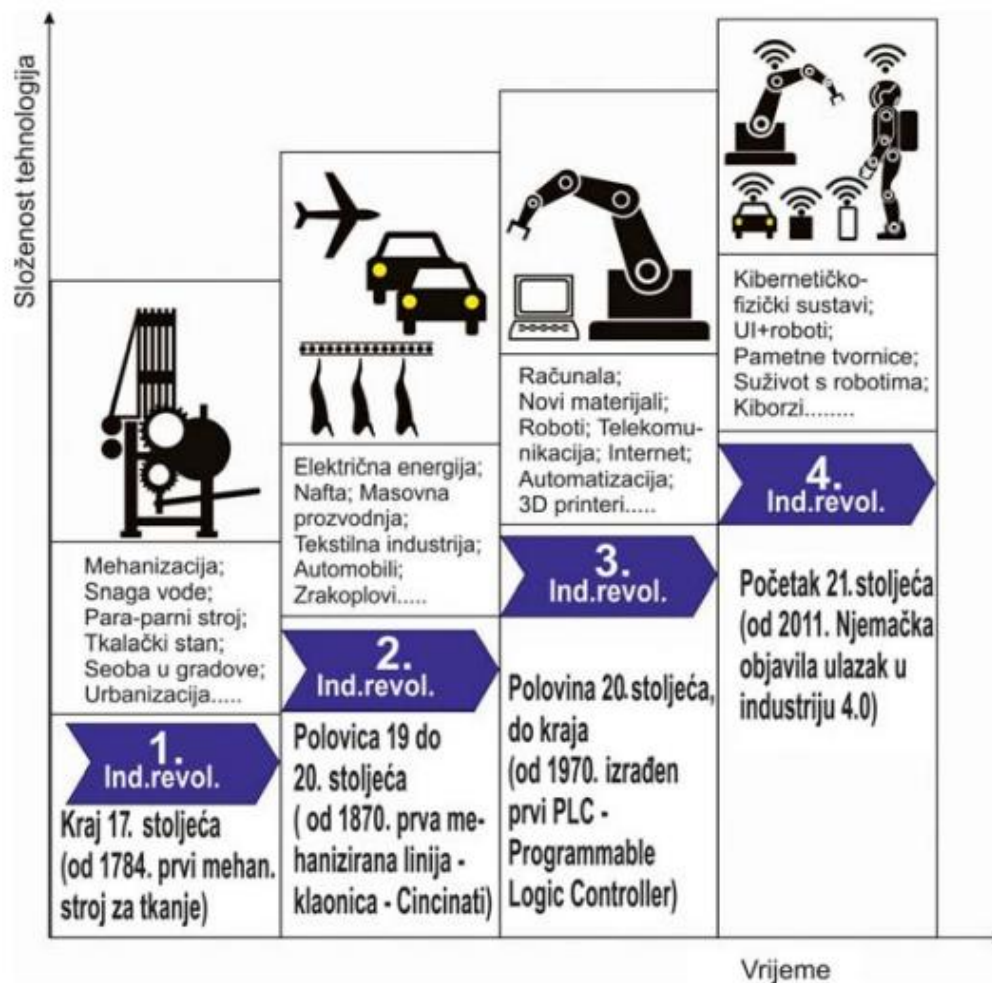 Složenost tehnologija
Mehanizacija;
Snaga vode;
Para-parni stroj;
Tkalački stan;
Seoba u gradove;
Urbanizacija.....
1.
Ind.revol.
Kraj 17. stoljeća
(od 1784. prvi mehan.
stroj za tkanje)
Električna energija;
Nafta; Masovna
prozvodnja;
Tekstilna industrija;
Automobili;
Zrakoplovi.....
2.
Ind.revol.
Polovica 19 do
20. stoljeća
( od 1870. prva me-
hanizirana linija -
klaonica - Cincinati)
Računala;
Novi materijali;
Roboti; Telekomu-
nikacija; Internet;
Automatizacija;
3D printeri.....
3.
Ind.revol.
Polovina 20.stoljeća,
do kraja
(od 1970. izrađen
prvi PLC -
Programmable
Logic Controller)
Kibernetičko-
fizički sustavi;
UI+roboti;
Pametne tvornice;
Suživot s robotima;
Kiborzi........
4.
Ind.revol.
Početak 21.stoljeća
(od 2011. Njemačka
objavila ulazak u
industriju 4.0)
Vrijeme